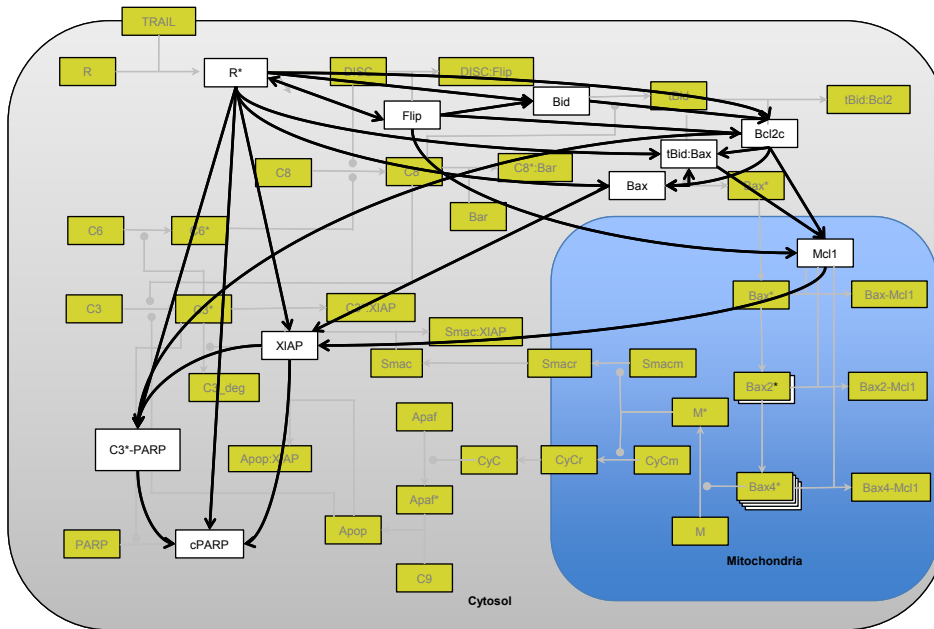 TRAIL
R
R*
DISC
DISC:Flip
Flip
Bid
tBid
tBid:Bcl2
Bcl2c
tBid:Bax
C8
C8*:Bar
Bax
Bax*
Bar
C6
C6*
Mcl1
C3
C3*
C3*:XIAP
Bax*
Bax-Mcl1
XIAP
Smac:XIAP
Smac
Smacr
Smacm
C3_deg
Bax2*
Bax2-Mcl1
Apaf
M*
C3*-PARP
Apop:XIAP
CyC
CyCr
CyCm
Bax4*
Bax4-Mcl1
Apaf*
PARP
cPARP
Apop
M
Mitochondria
C9
Cytosol